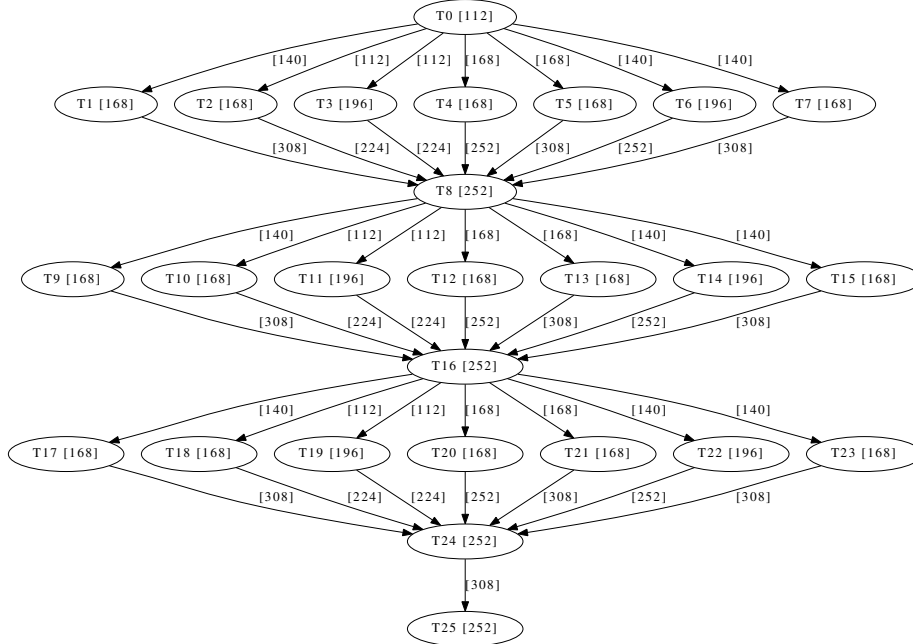 T0 [112]
[140] [112] [112] [168] [168] [140] [140]
T1 [168] T2 [168] T3 [196] T4 [168] T5 [168] T6 [196] T7 [168]
[308] [224] [224] [252] [308] [252] [308]
T8 [252]
[140] [112] [112] [168] [168] [140] [140]
T9 [168] T10 [168] T11 [196] T12 [168] T13 [168] T14 [196] T15 [168]
[308] [224] [224] [252] [308] [252] [308]
T16 [252]
[140] [112] [112] [168] [168] [140] [140]
T17 [168] T18 [168] T19 [196] T20 [168] T21 [168] T22 [196] T23 [168]
[308] [224] [224] [252] [308] [252] [308]
T24 [252]
[308]
T25 [252]